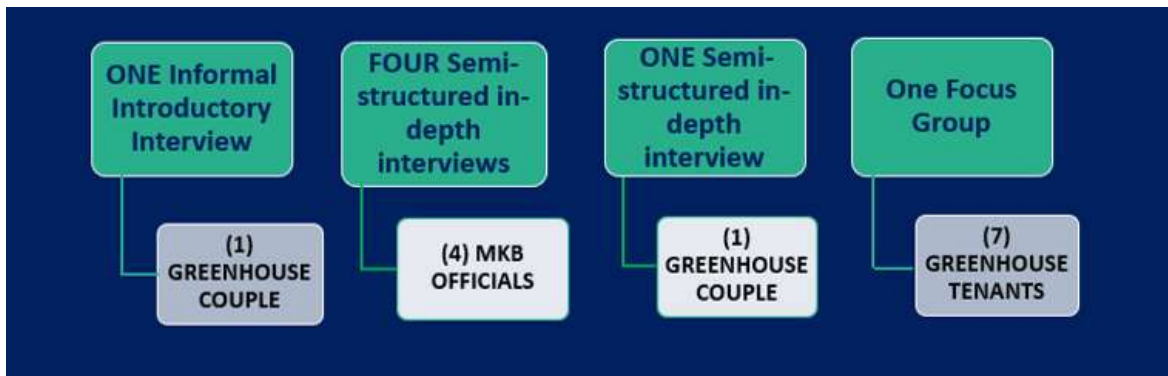 ONE Informal
Introductory
Interview
(1)
GREENHOUSE
COUPLE
FOUR Semi-
structured in-
depth
interviews
(4) MKB
OFFICIALS
ONE Semi-
structured in-
depth
interview
(1)
GREENHOUSE
COUPLE
One Focus
Group
(7)
GREENHOUSE
TENANTS